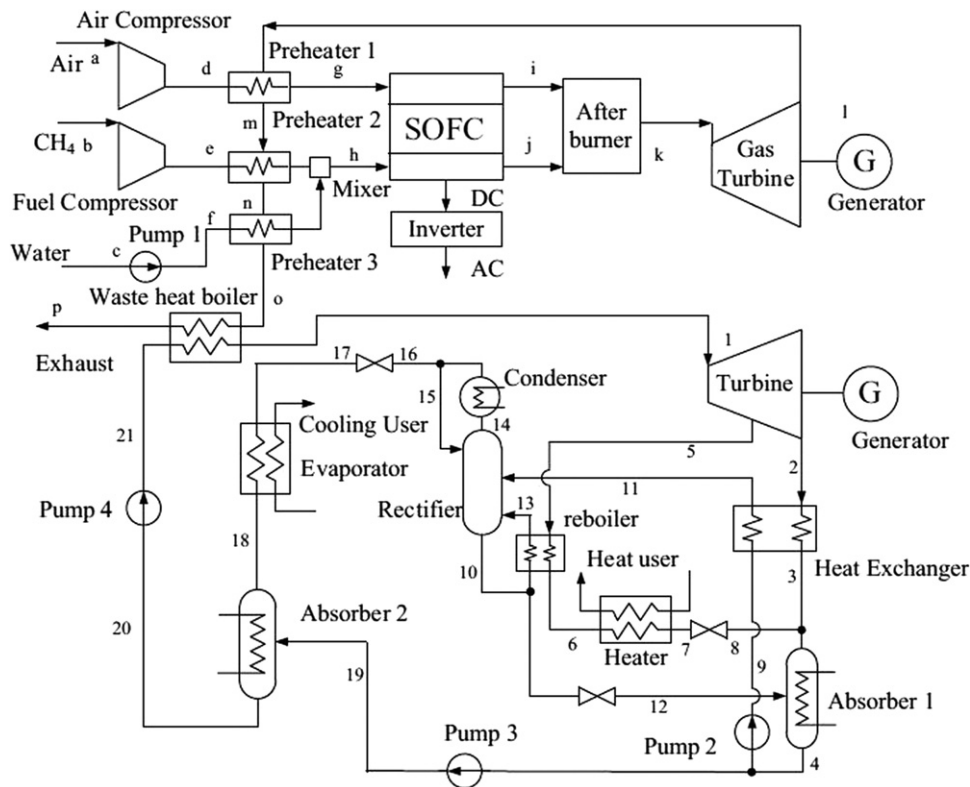 Air Compressor
Air a
d
Preheater 1
g
i
m
Preheater 2
SOFC
After
burner
l
CH4 b
e
h
j
k
Gas
Turbine
G
Mixer
Fuel Compressor
n
DC
Generator
f
Pump 1
Inverter
Water
c
Preheater 3
AC
Waste heat boiler
o
p
Exhaust
17
16
Condenser
1
Turbine
G
15
14
Cooling User
Generator
21
Evaporator
5
2
11
Rectifier
13
reboiler
Pump 4
18
10
Heat user
3
Heat Exchanger
Absorber 2
20
6
7
8
Heater
9
19
12
Absorber 1
Pump 3
Pump 2
4